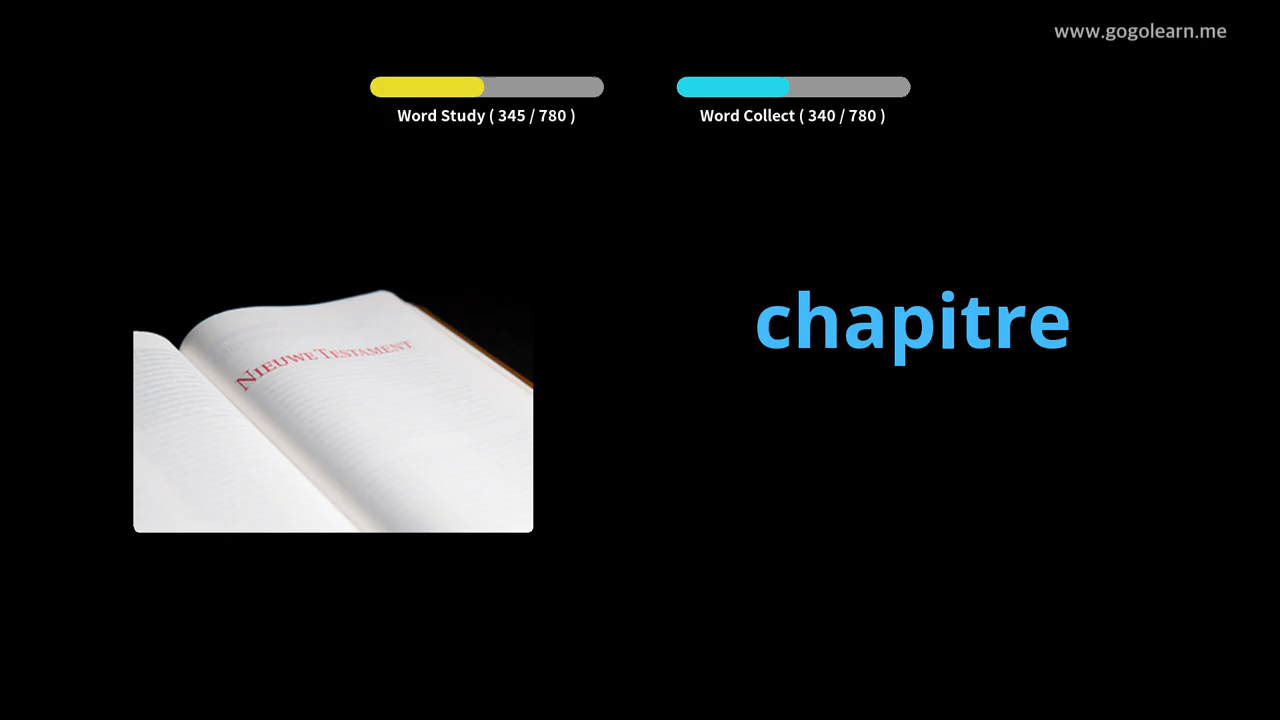 www.gogolearn.me
Word Study ( 345 / 780 )
Word Collect ( 340 / 780 )
chapitre
NIEUWE TESTAMENT